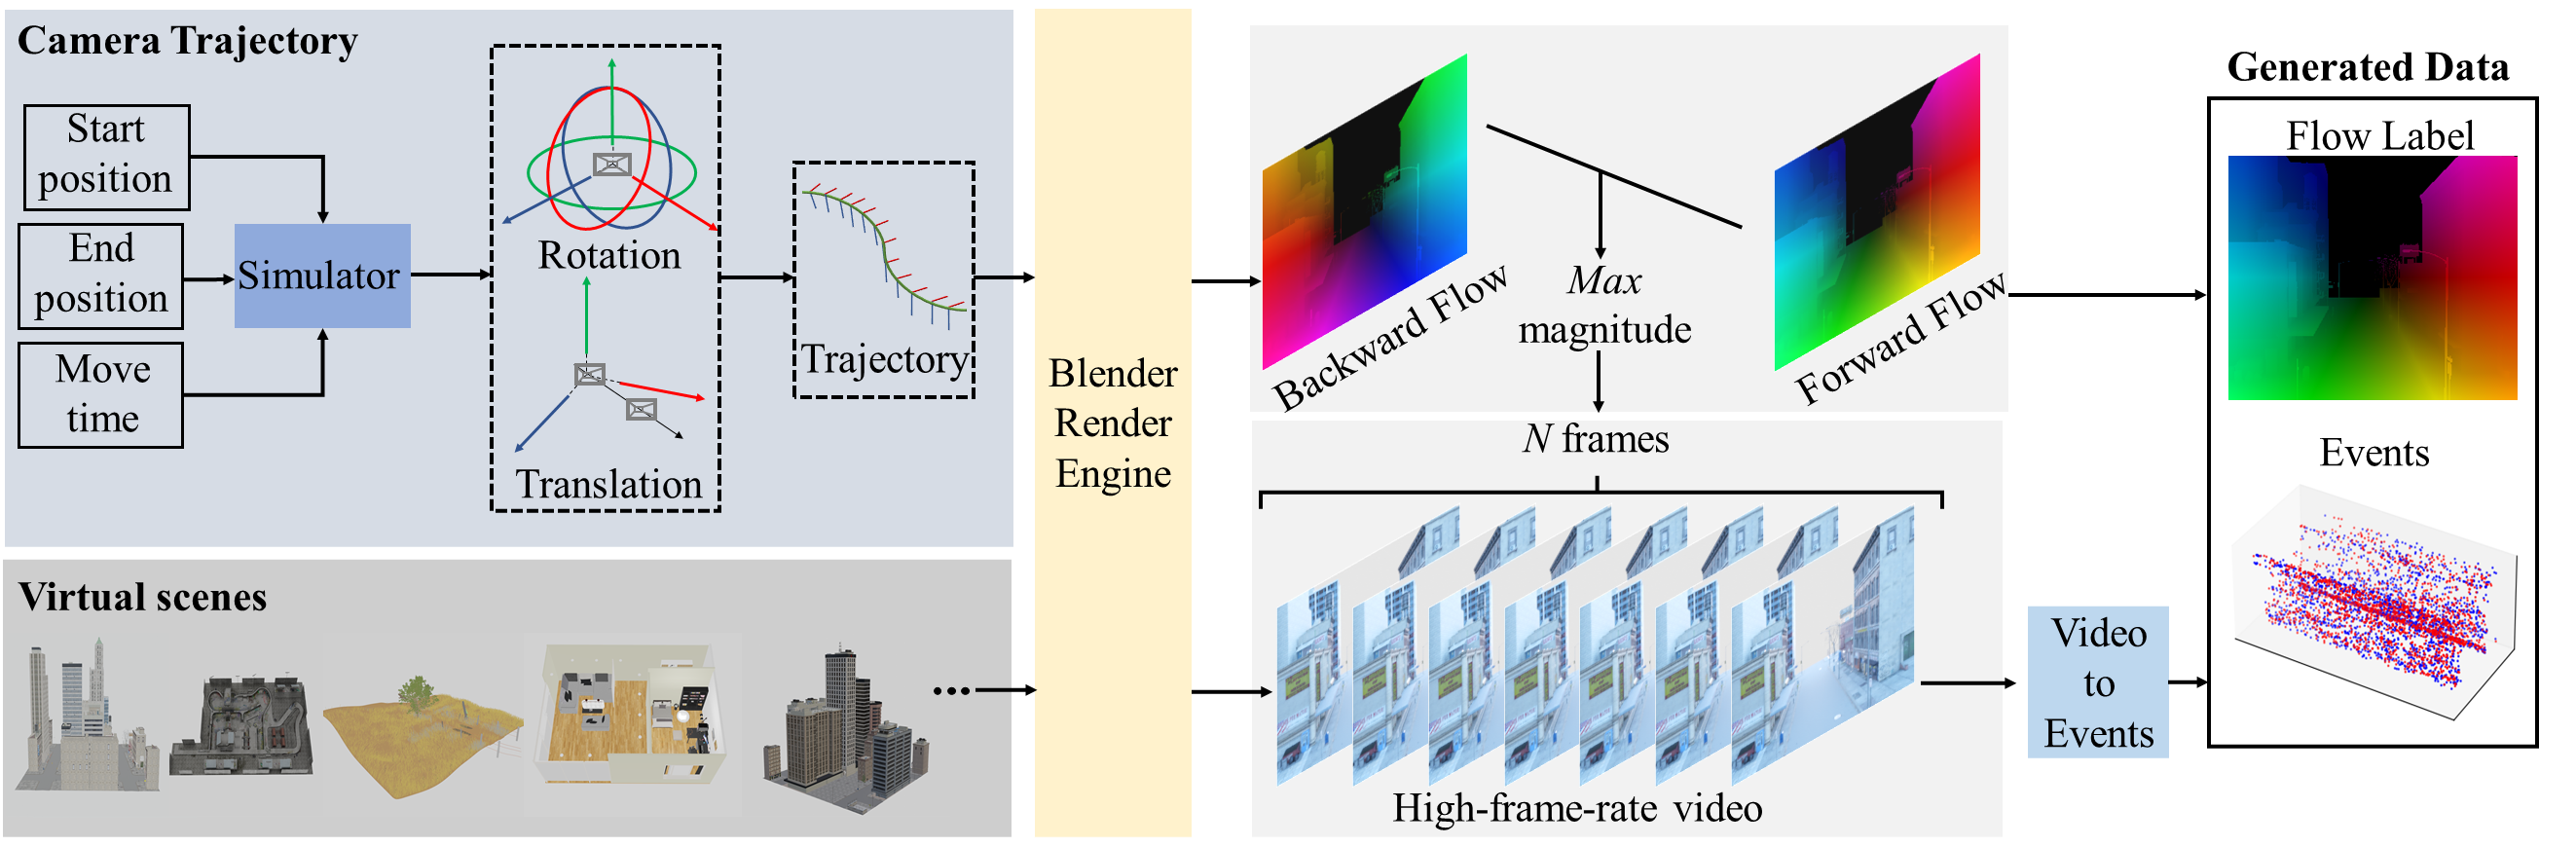 Camera Trajectory
Start
position
End
position
Move
time
Simulator
Rotation
Translation
Trajectory
Virtual scenes
...
Blender
Render
Engine
Backward Flow
Max
magnitude
Forward Flow
N frames
High-frame-rate video
Video
to
Events
Generated Data
Flow Label
Events